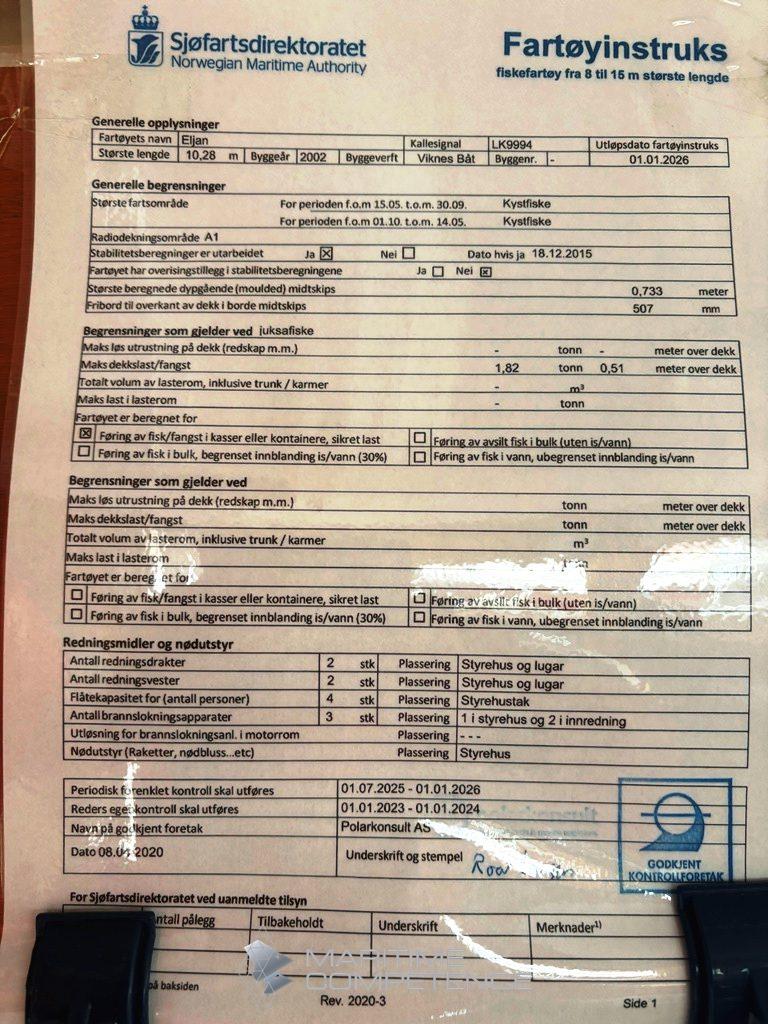 Sjøfartsdirektoratet
Norwegian Maritime Authority
Fartøyinstruks
fiskefartøy fra 8 til 15 m største lengde
Generelle opplysninger
Fartøyets navn Eljan Kallesignal LK9994 Utløpsdato fartøyinstruks
Største lengde 10,28 m Byggeår 2002 Byggeverft Viknes Båt Byggenr. - 01.01.2026
Generelle begrensninger
Største fartsområde For perioden f.o.m 15.05. t.o.m. 30.09. Kystfiske
For perioden f.o.m 01.10. t.o.m. 14.05. Kystfiske
Radiodekningsområde A1
Stabilitetsberegninger er utarbeidet Ja ☒ Nei ☐ Dato hvis ja 18.12.2015
Fartøyet har overisingstillegg i stabilitetsberegningene Ja ☐ Nei ☒
Største beregnede dypgående (moulded) midtskips 0,733 meter
Fribord til overkant av dekk i borde midtskips 507 mm
Begrensninger som gjelder ved juksafiske
Maks løs utrustning på dekk (redskap m.m.) - tonn - meter over dekk
Maks dekkslast/fangst 1,82 tonn 0,51 meter over dekk
Totalt volum av lasterom, inklusive trunk / karmer - m³
Maks last i lasterom - tonn
Fartøyet er beregnet for
☒ Føring av fisk/fangst i kasser eller kontainere, sikret last ☐ Føring av avsilt fisk i bulk (uten is/vann)
☐ Føring av fisk i bulk, begrenset innblanding is/vann (30%) ☐ Føring av fisk i vann, ubegrenset innblanding is/vann
Begrensninger som gjelder ved
Maks løs utrustning på dekk (redskap m.m.) tonn meter over dekk
Maks dekkslast/fangst tonn meter over dekk
Totalt volum av lasterom, inklusive trunk / karmer m³
Maks last i lasterom tonn
Fartøyet er beregnet for
☐ Føring av fisk/fangst i kasser eller kontainere, sikret last ☐ Føring av avsilt fisk i bulk (uten is/vann)
☐ Føring av fisk i bulk, begrenset innblanding is/vann (30%) ☐ Føring av fisk i vann, ubegrenset innblanding is/vann
Redningsmidler og nødutstyr
Antall redningsdrakter 2 stk Plassering Styrehus og lugar
Antall redningsvester 2 stk Plassering Styrehus og lugar
Flåtekapasitet for (antall personer) 4 stk Plassering Styrehustak
Antall brannslokningsapparater 3 stk Plassering 1 i styrehus og 2 i innredning
Utløsning for brannslokningsanl. i motorrom Plassering - - -
Nødutstyr (Raketter, nødbluss...etc) Plassering Styrehus
Periodisk forenklet kontroll skal utføres 01.07.2025 - 01.01.2026
Reders egenkontroll skal utføres 01.01.2023 - 01.01.2024
Navn på godkjent foretak Polarkonsult AS
Dato 08.01.2020 Underskrift og stempel
GODKJENT
KONTROLLFORETAK
For Sjøfartsdirektoratet ved uanmeldte tilsyn
Antall pålegg Tilbakeholdt Underskrift Merknader¹⁾
MARITIME
COMPETENCE
på baksiden
Rev. 2020-3 Side 1